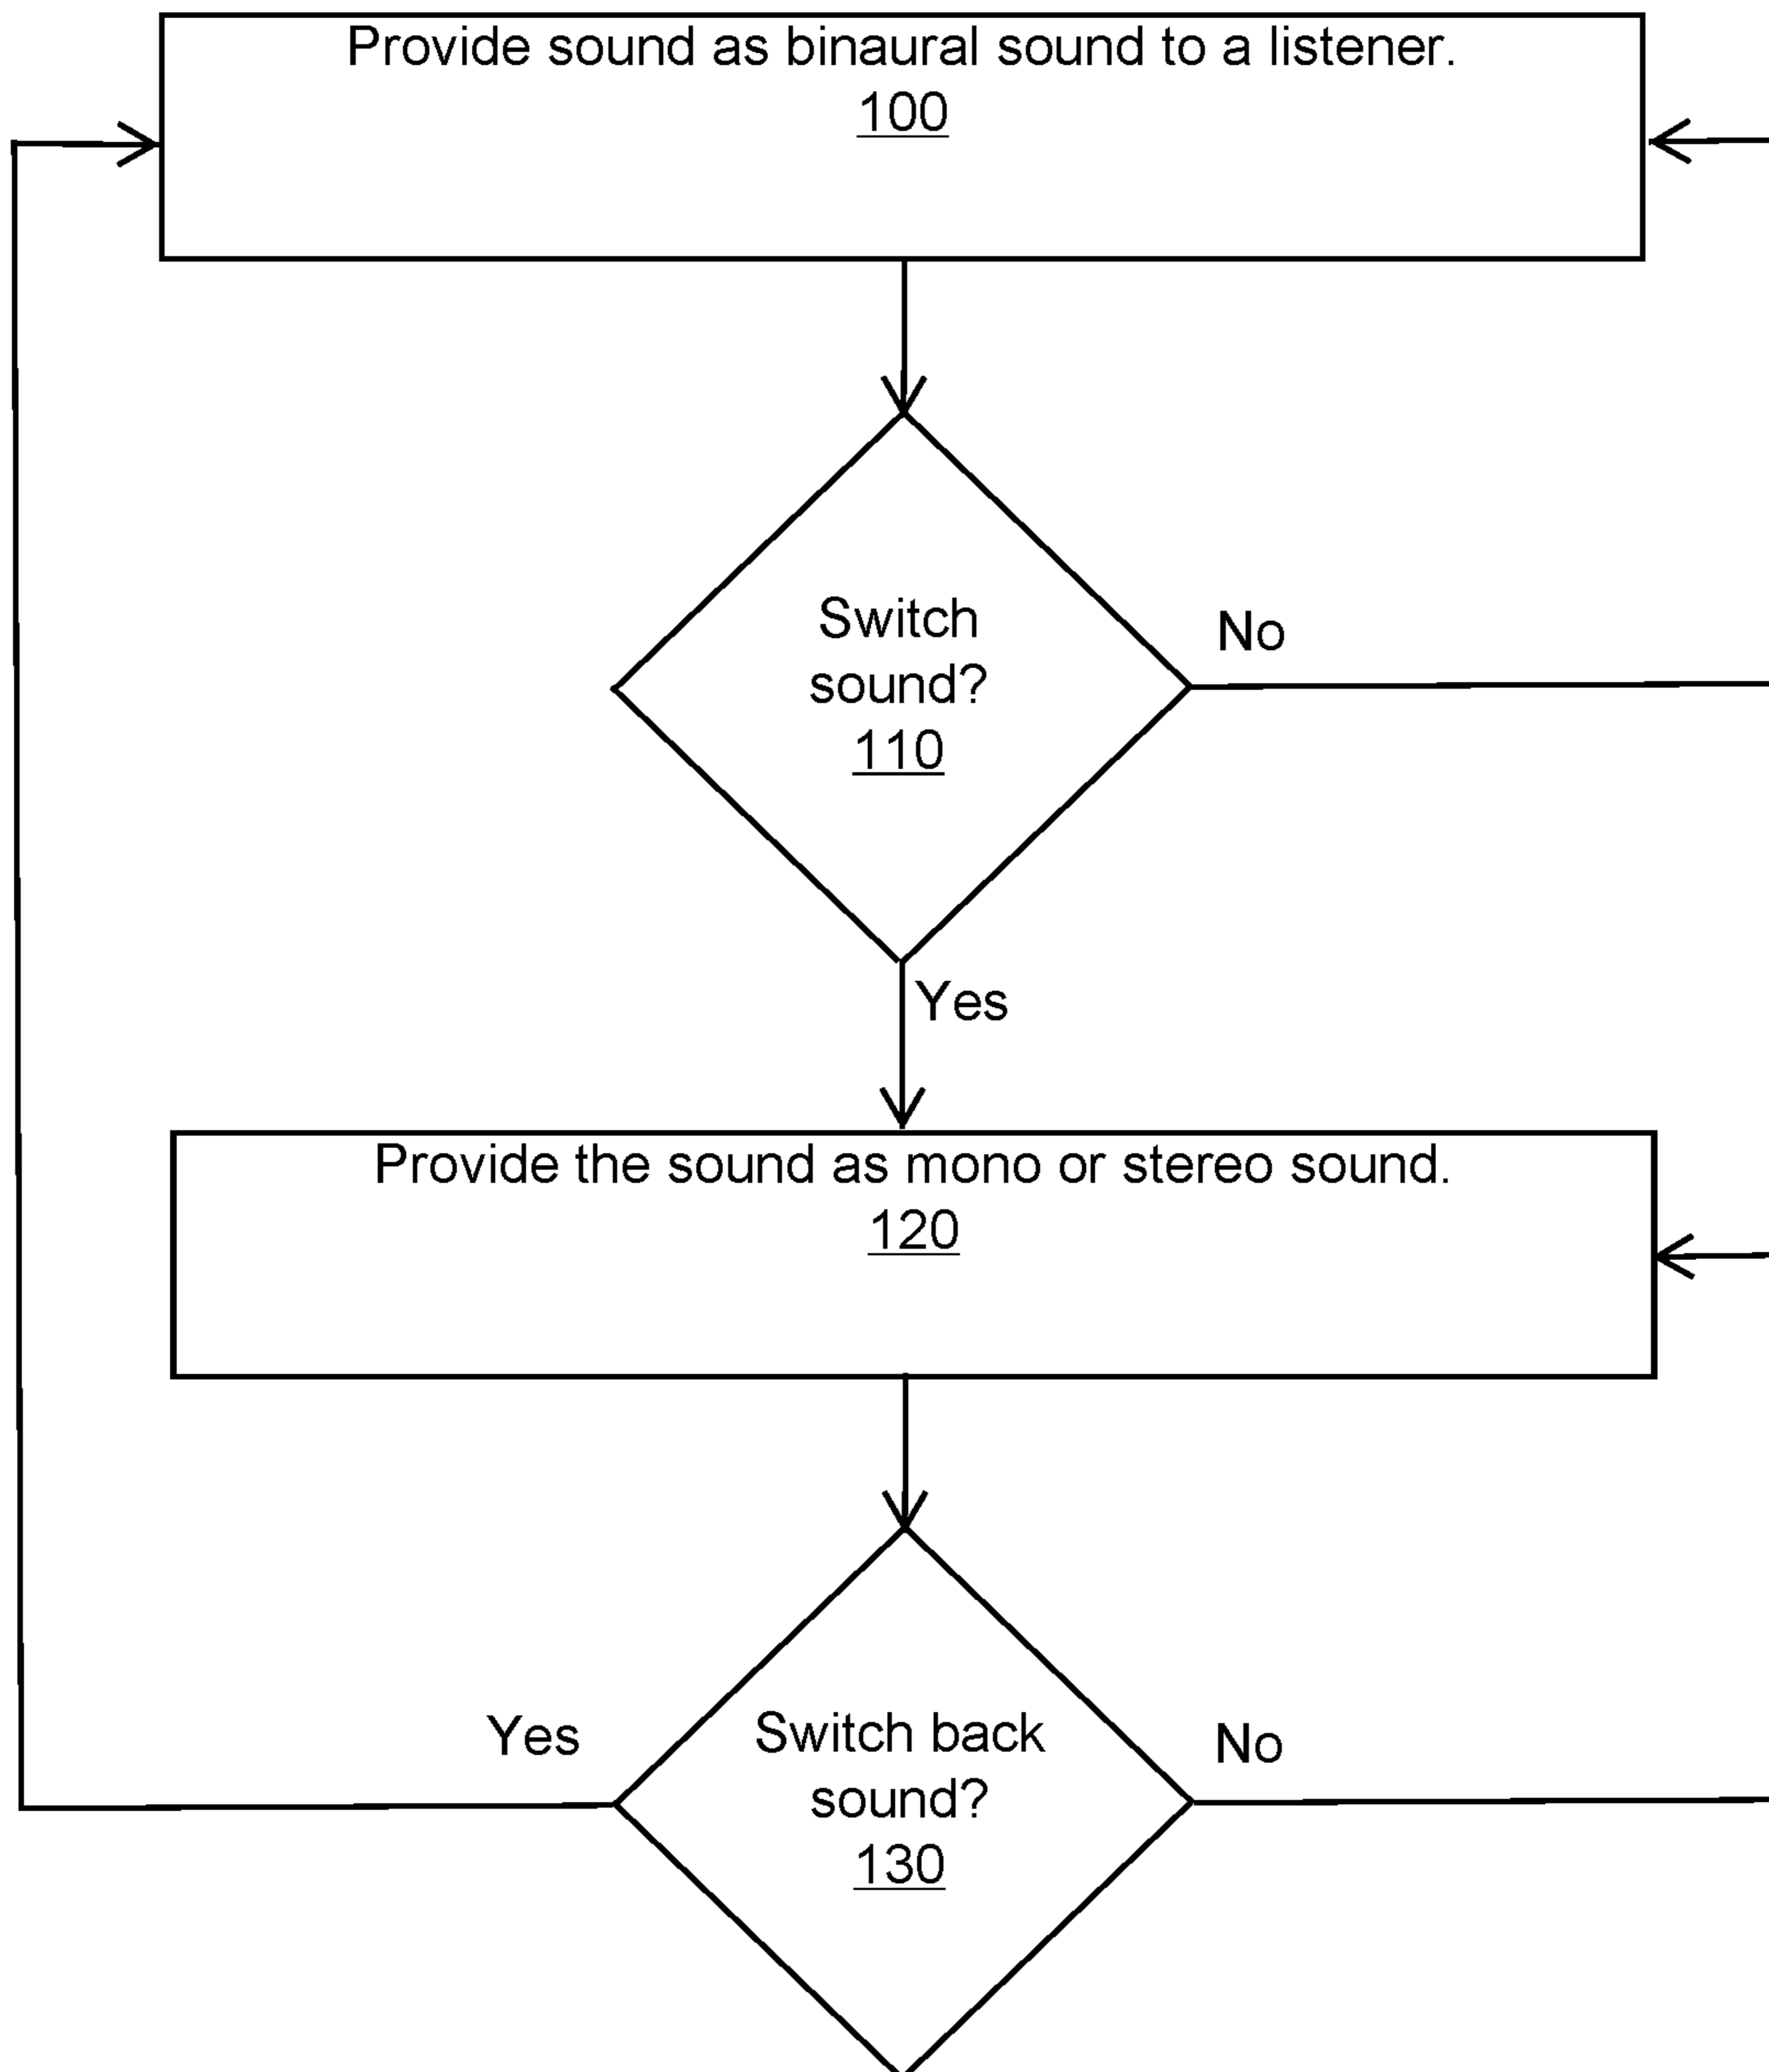 Provide sound as binaural sound to a listener.
100
Switch
sound?
110
No
Yes
Provide the sound as mono or stereo sound.
120
Yes
Switch back
sound?
130
No